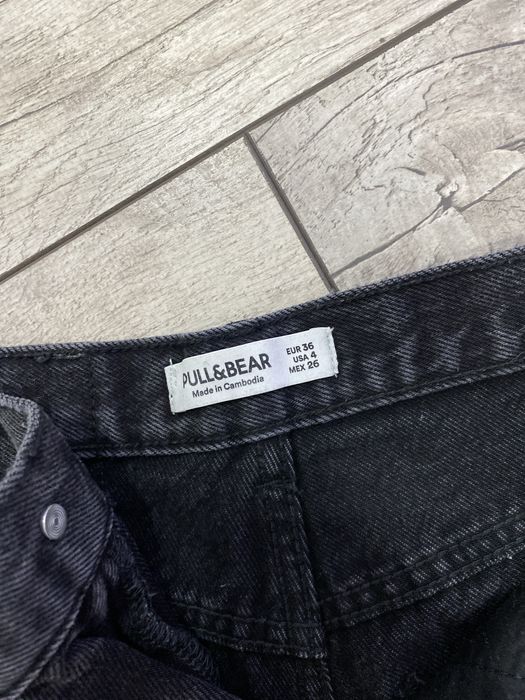 PULL&BEAR
Made in Cambodia
EUR 36
USA 4
MEX 26